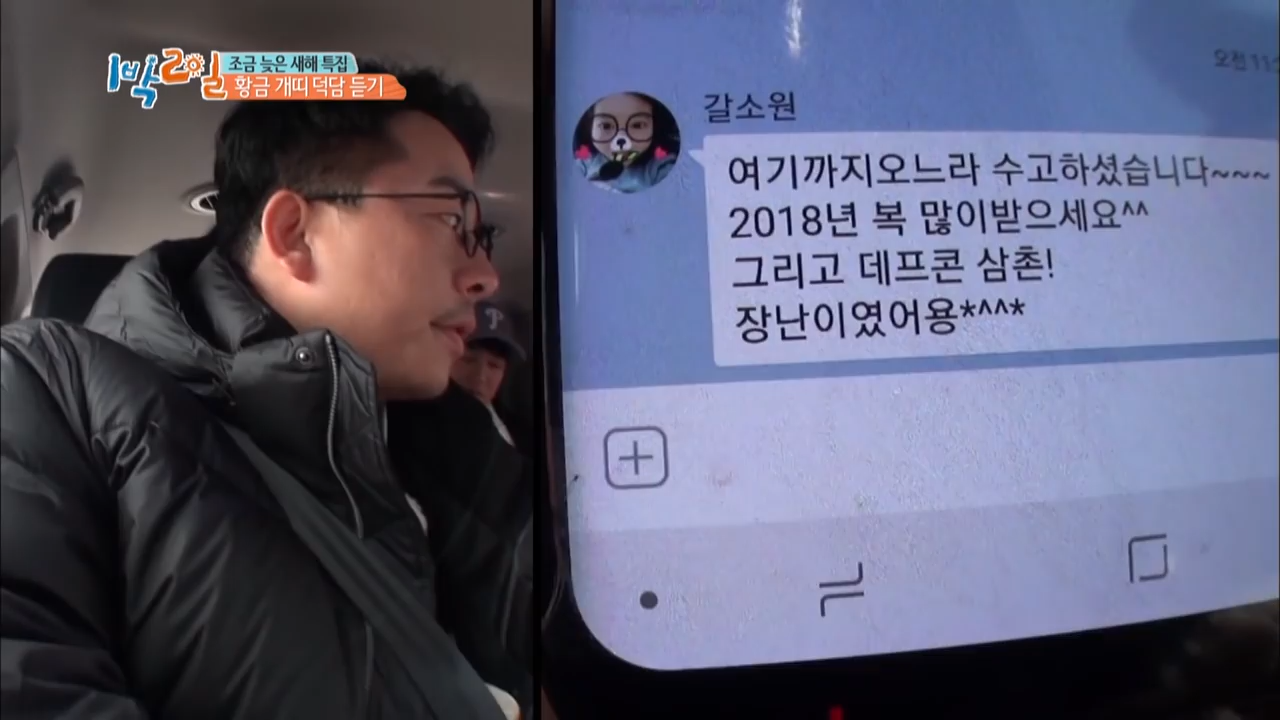 1박2일
조금 늦은 새해 특집
황금 개띠 덕담 듣기
오전 11
갈소원
여기까지오느라 수고하셨습니다~~~
2018년 복 많이받으세요^^
그리고 데프콘 삼촌!
장난이였어용*^^*